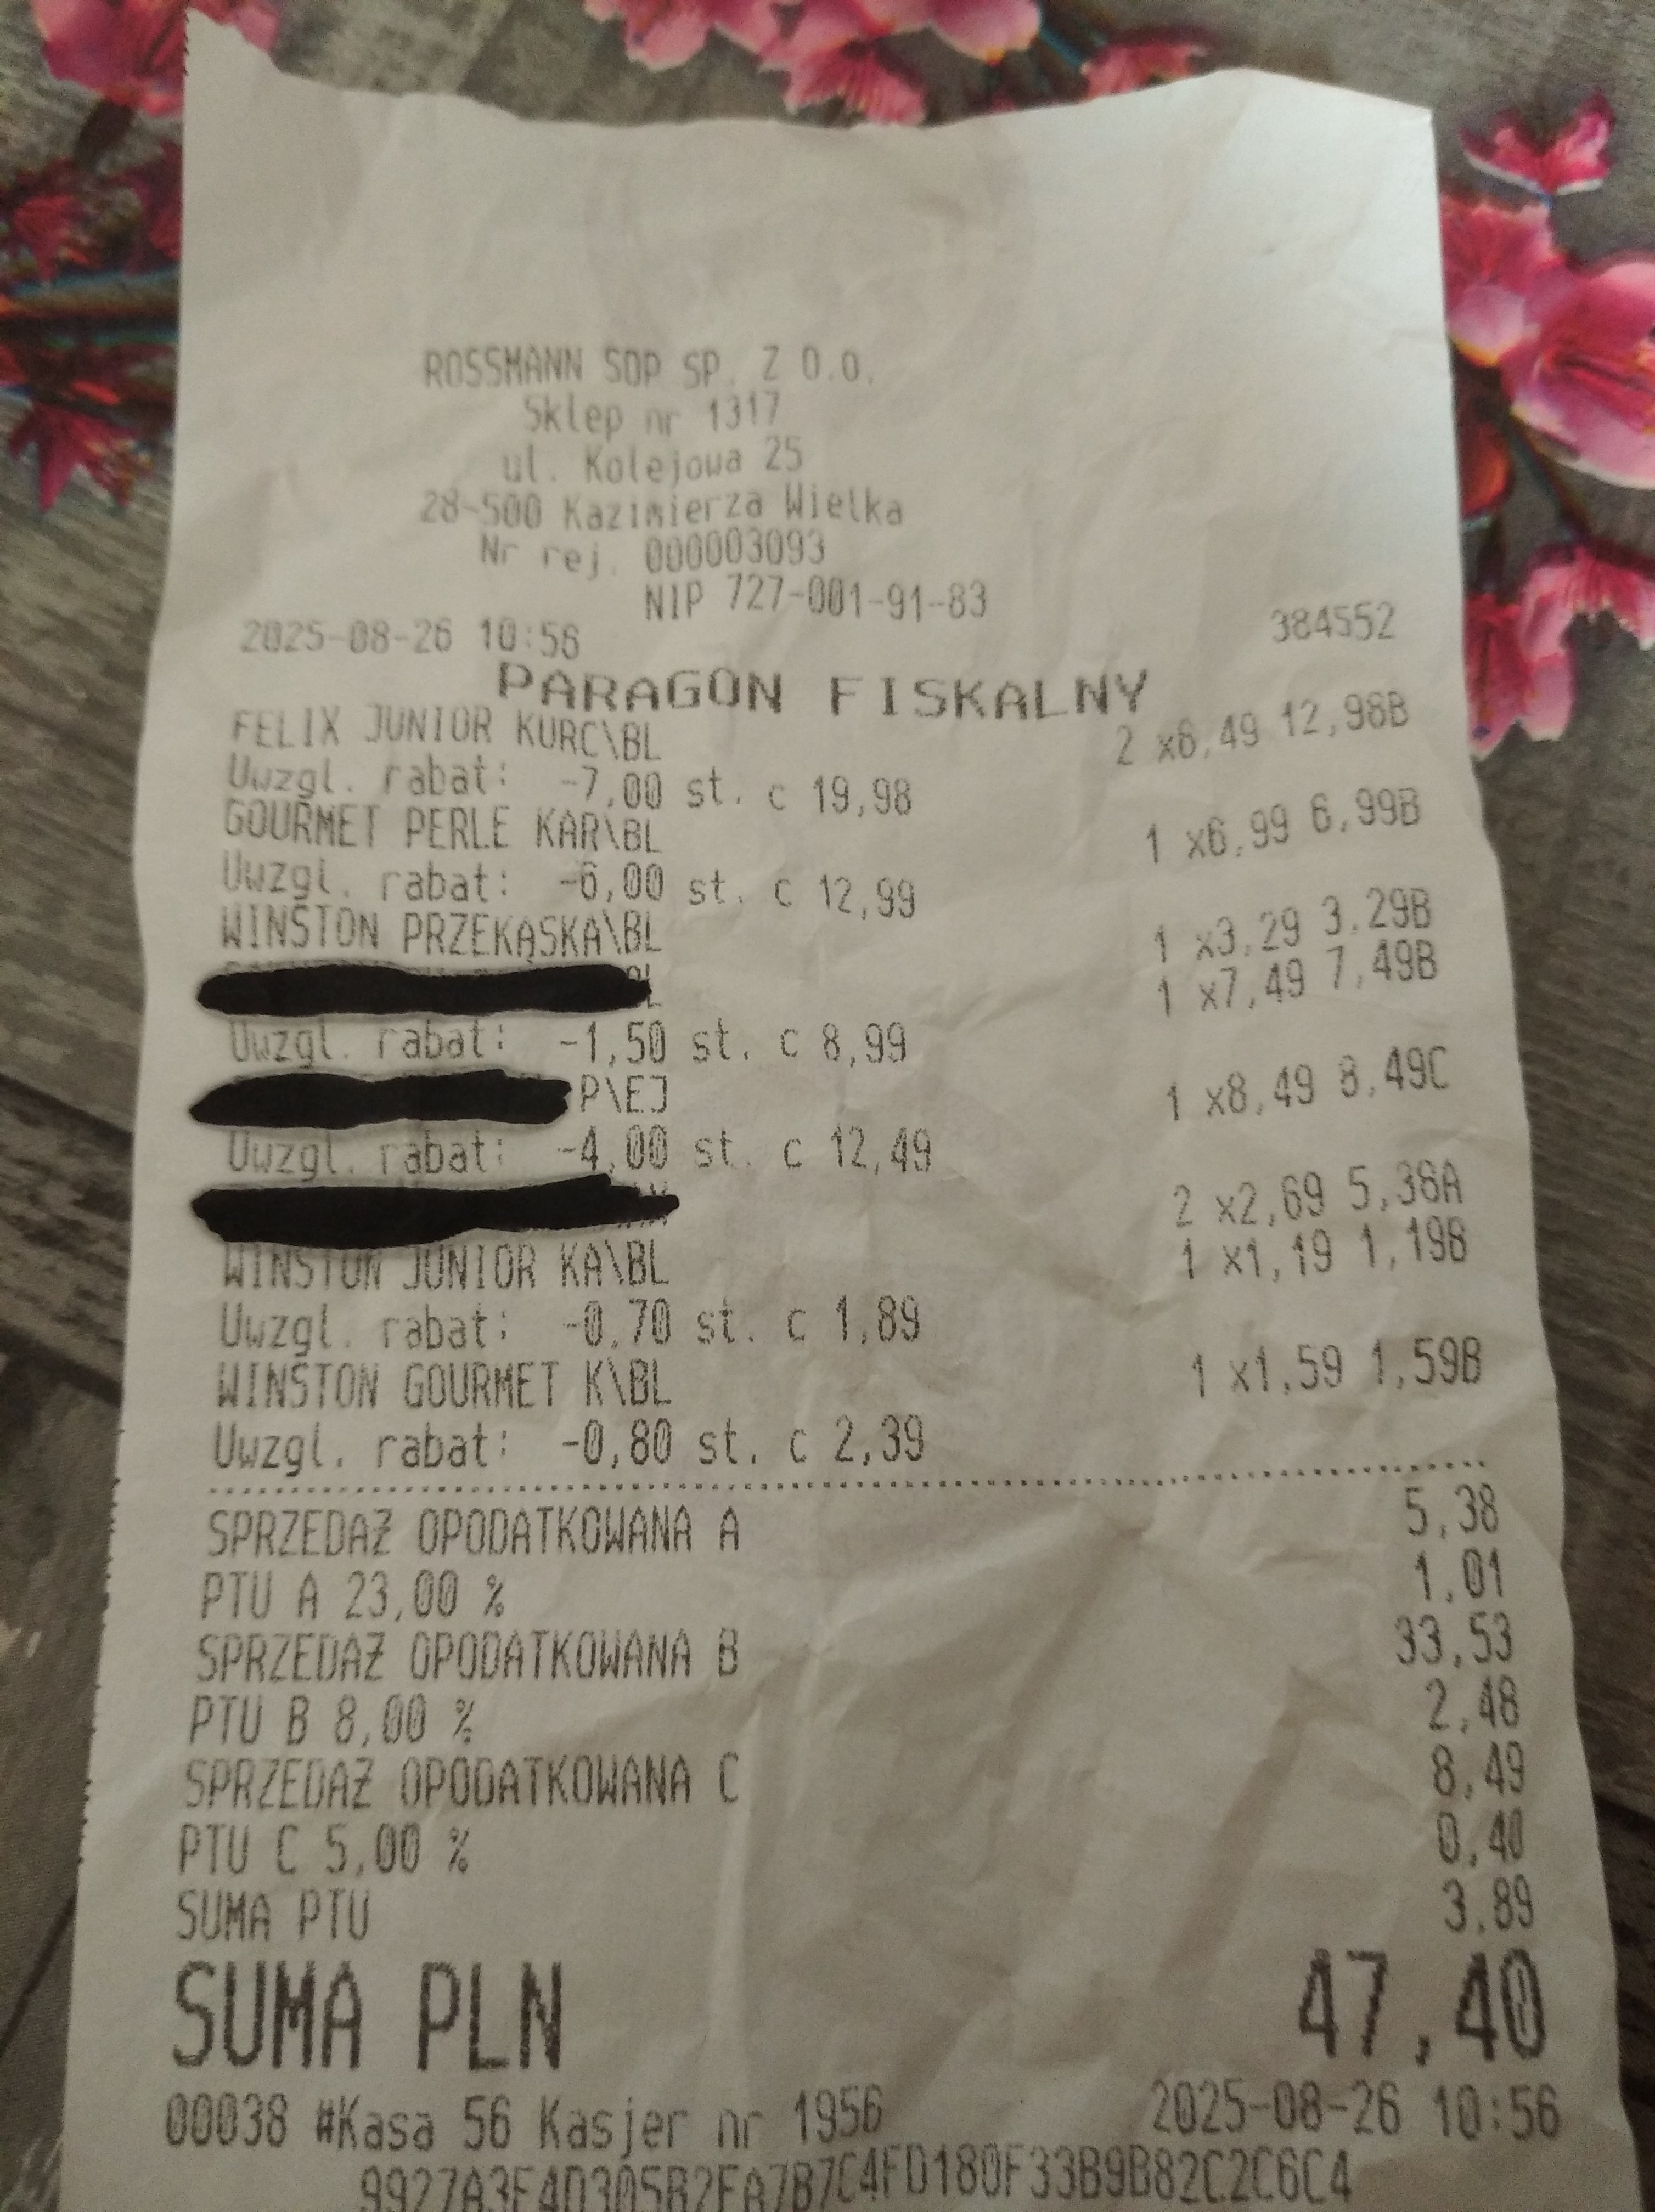 ROSSMANN SDP SP. Z O.O.
Sklep nr 1317
ul. Kolejowa 25
28-500 Kazimierza Wielka
Nr rej. 000003093
NIP 727-001-91-83
2025-08-26 10:56 384552
PARAGON FISKALNY
FELIX JUNIOR KURC\BL 2 x6,49 12,98B
Uwzgl. rabat: -7,00 st. c 19,98
GOURMET PERLE KAR\BL 1 x6,99 6,99B
Uwzgl. rabat: -6,00 st. c 12,99
WINSTON PRZEKĄSKA\BL 1 x3,29 3,29B
1 x7,49 7,49B
Uwzgl. rabat: -1,50 st. c 8,99
P\EJ 1 x8,49 8,49C
Uwzgl. rabat: -4,00 st. c 12,49
2 x2,69 5,38A
WINSTON JUNIOR KA\BL 1 x1,19 1,19B
Uwzgl. rabat: -0,70 st. c 1,89
WINSTON GOURMET K\BL 1 x1,59 1,59B
Uwzgl. rabat: -0,80 st. c 2,39
SPRZEDAŻ OPODATKOWANA A 5,38
PTU A 23,00 % 1,01
SPRZEDAŻ OPODATKOWANA B 33,53
PTU B 8,00 % 2,48
SPRZEDAŻ OPODATKOWANA C 8,49
PTU C 5,00 % 0,40
SUMA PTU 3,89
SUMA PLN 47,40
00038 #Kasa 56 Kasjer nr 1956 2025-08-26 10:56